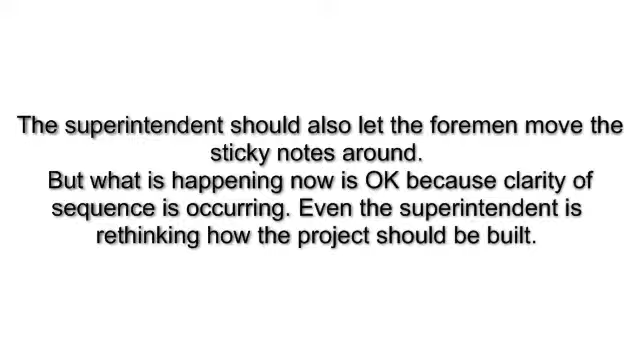 The superintendent should also let the foremen move the
sticky notes around.
But what is happening now is OK because clarity of
sequence is occurring. Even the superintendent is
rethinking how the project should be built.